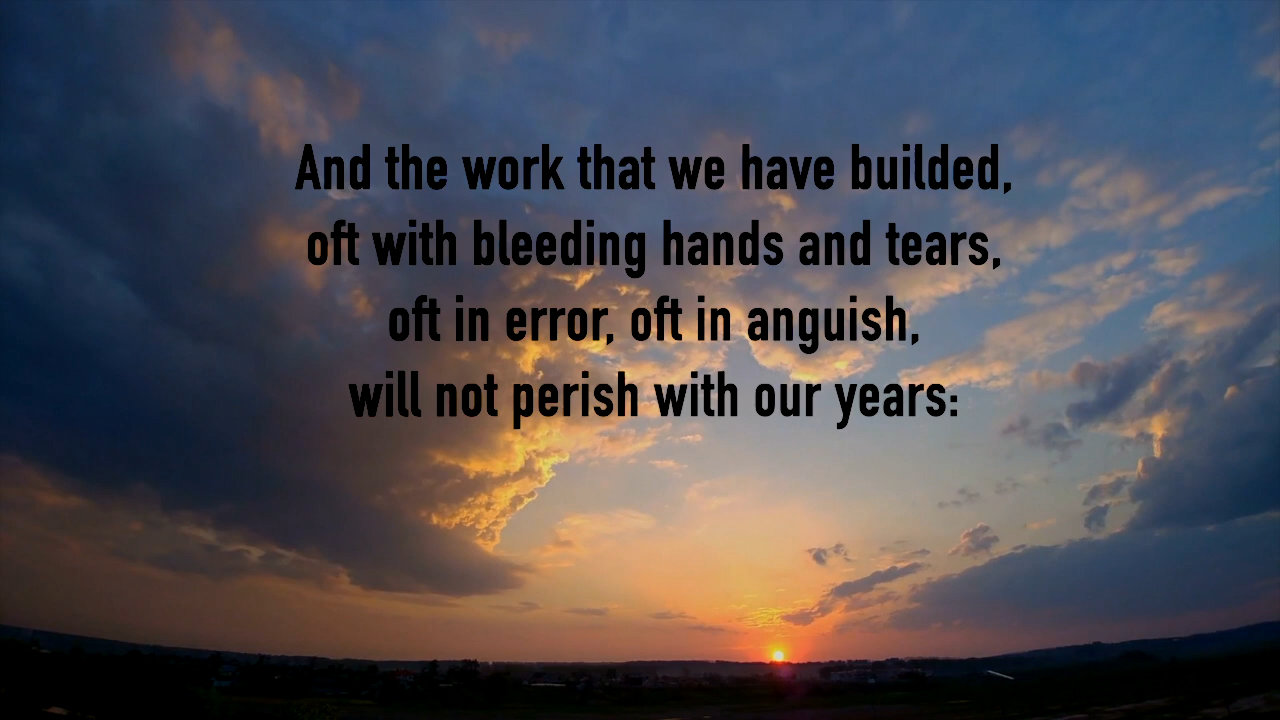 And the work that we have builded,
oft with bleeding hands and tears,
oft in error, oft in anguish,
will not perish with our years: